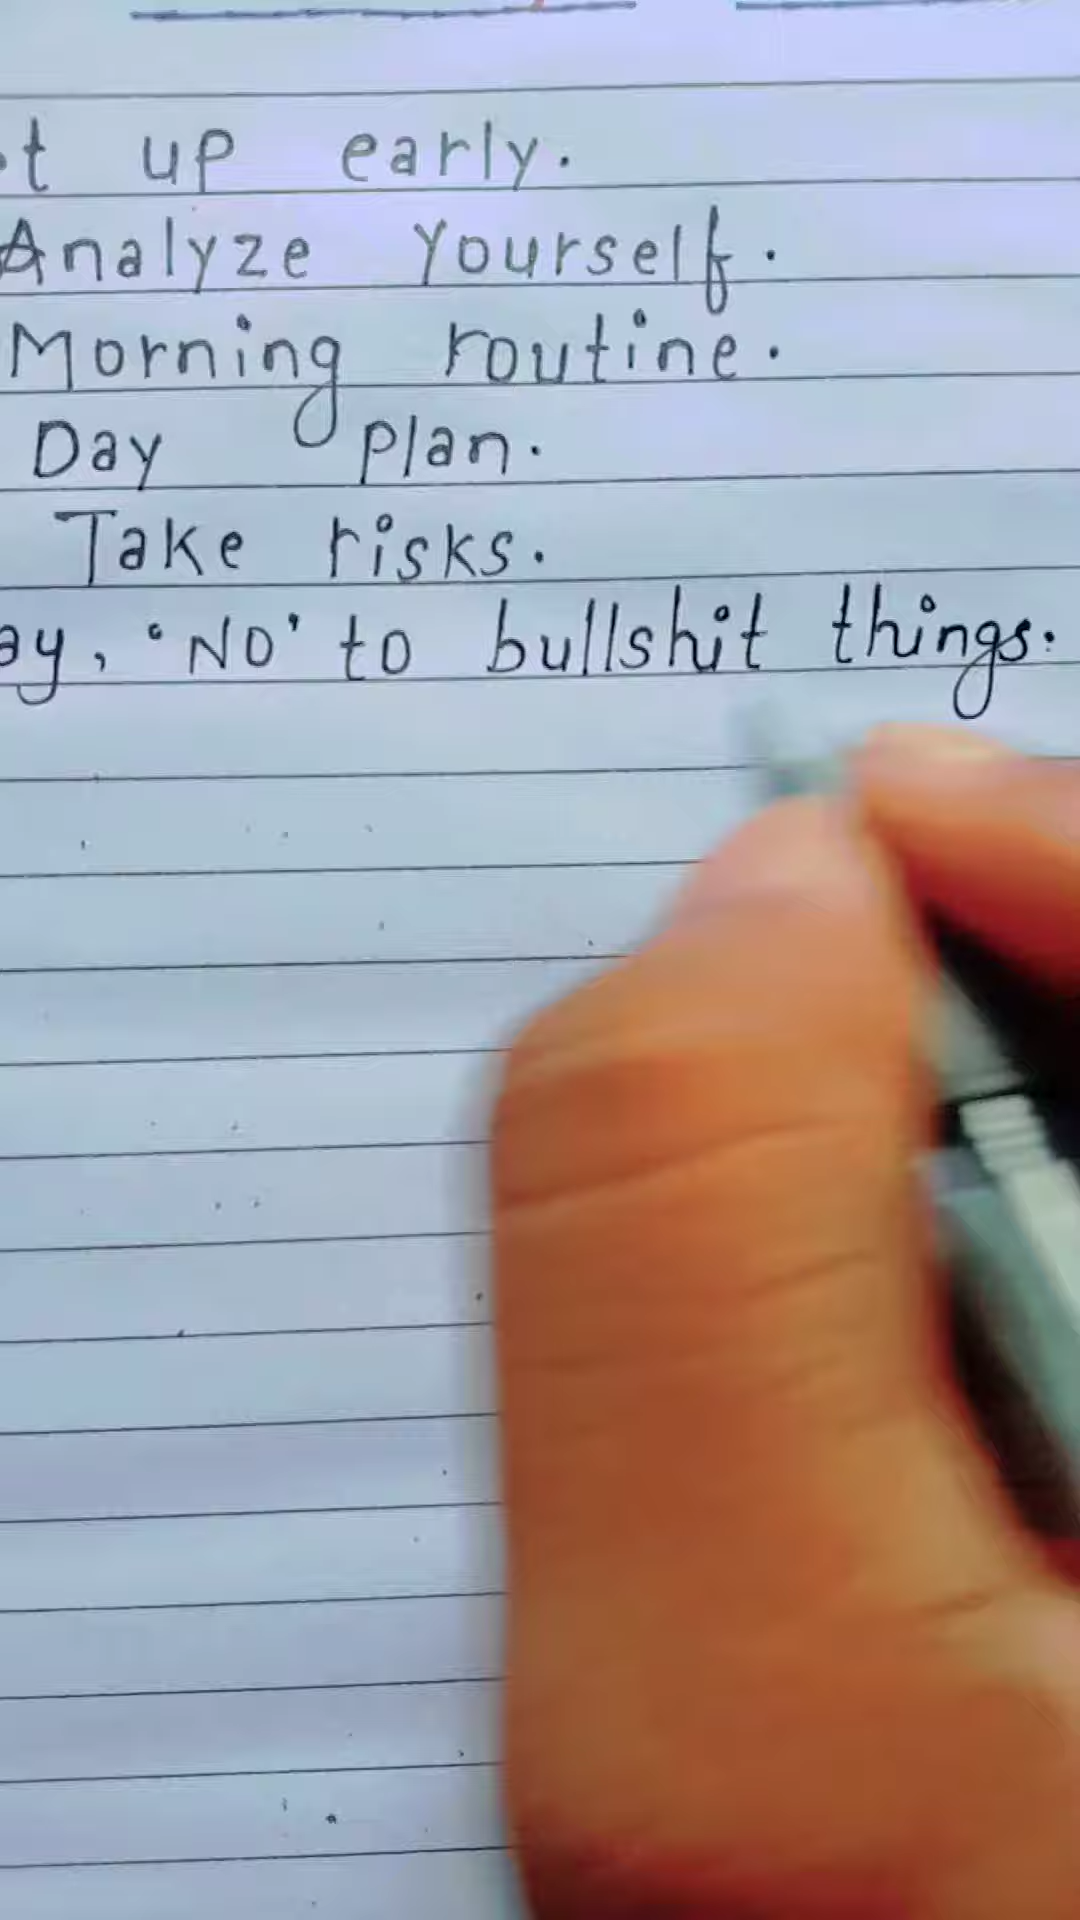 t up early.
Analyze yourself.
Morning routine.
Day plan.
Take risks.
ay, 'NO' to bullshit things.